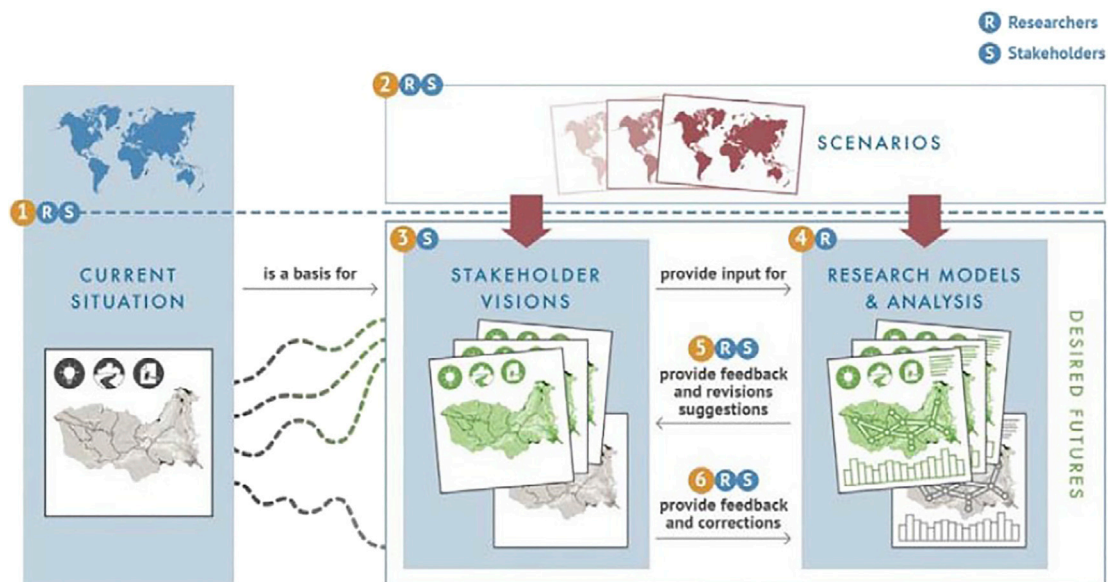 R Researchers
S Stakeholders
2 R S
SCENARIOS
1 R S
CURRENT
SITUATION
is a basis for
3 S
STAKEHOLDER
VISIONS
provide input for
4 R
RESEARCH MODELS
& ANALYSIS
5 R S
provide feedback
and revisions
suggestions
6 R S
provide feedback
and corrections
DESIRED FUTURES